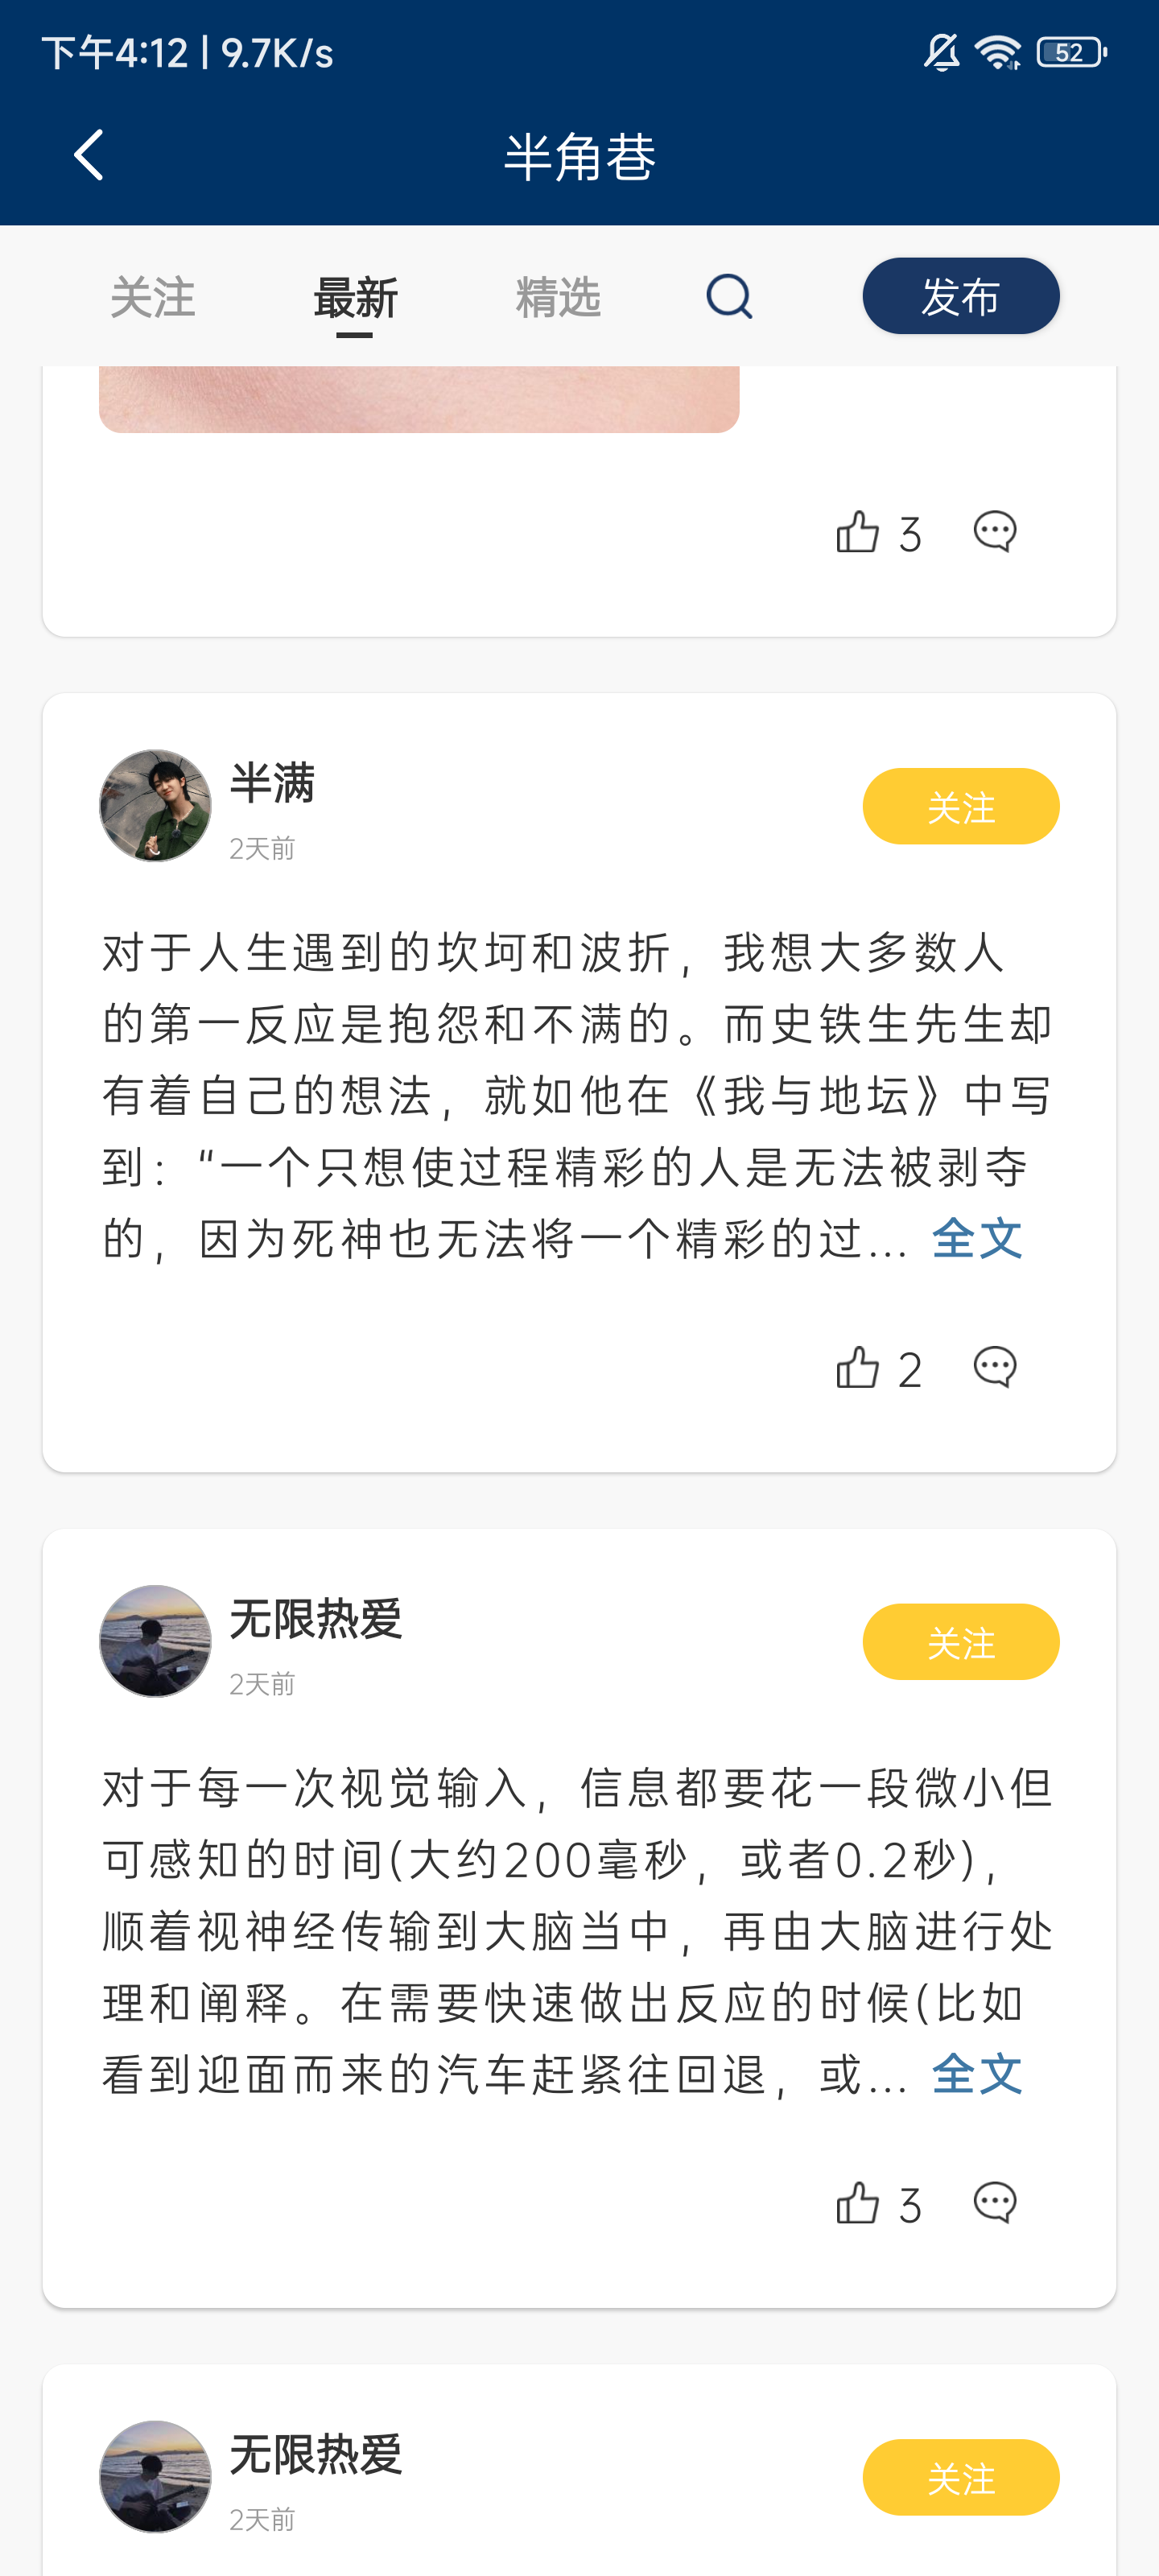 下午4:12 | 9.7K/s
52
半角巷
关注 最新 精选 发布
3
半满
关注
2天前
对于人生遇到的坎坷和波折，我想大多数人
的第一反应是抱怨和不满的。而史铁生先生却
有着自己的想法，就如他在《我与地坛》中写
到：“一个只想使过程精彩的人是无法被剥夺
的，因为死神也无法将一个精彩的过... 全文
2
无限热爱
关注
2天前
对于每一次视觉输入，信息都要花一段微小但
可感知的时间(大约200毫秒，或者0.2秒)，
顺着视神经传输到大脑当中，再由大脑进行处
理和阐释。在需要快速做出反应的时候(比如
看到迎面而来的汽车赶紧往回退，或... 全文
3
无限热爱
关注
2天前